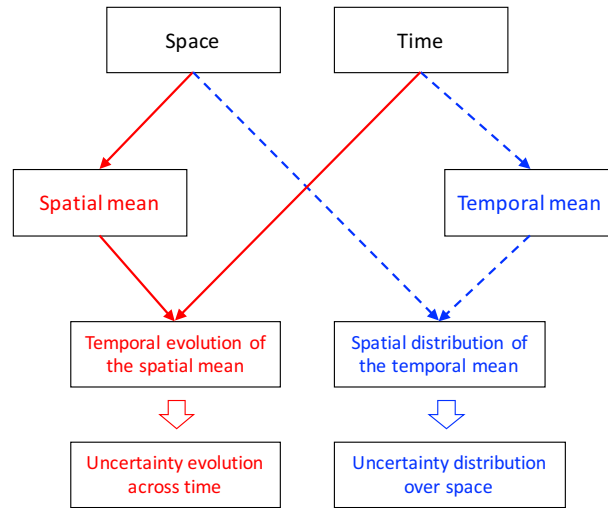 Space
Time
Spatial mean
Temporal mean
Temporal evolution of
the spatial mean
Spatial distribution of
the temporal mean
Uncertainty evolution
across time
Uncertainty distribution
over space